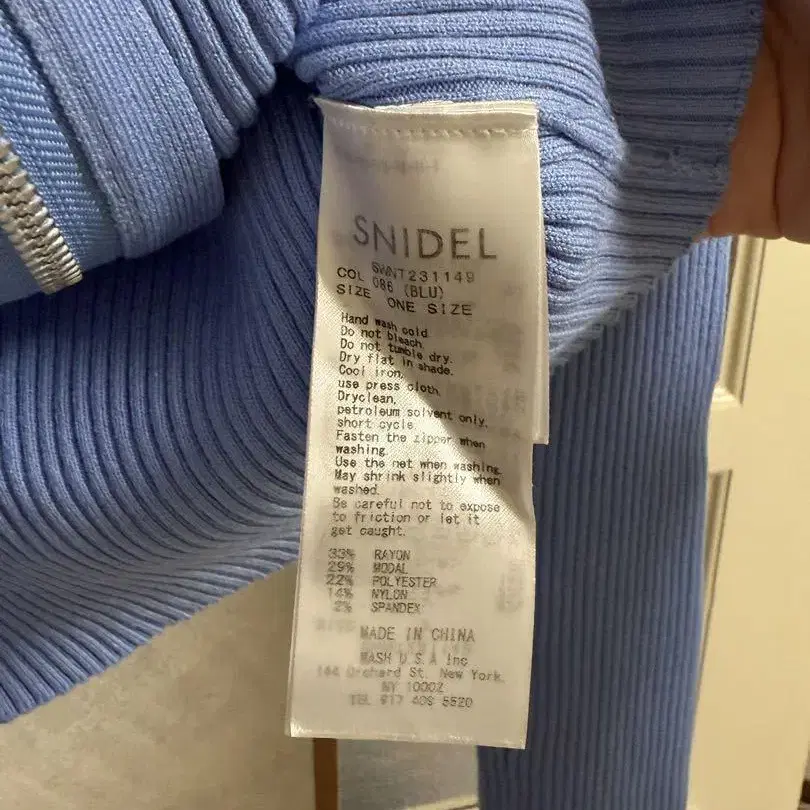 SNIDEL
SWNT231149
COL 086 (BLU)
SIZE ONE SIZE
Hand wash cold.
Do not bleach.
Do not tumble dry.
Dry flat in shade.
Cool iron,
use press cloth.
Dryclean,
petroleum solvent only,
short cycle.
Fasten the zipper when
washing.
Use the net when washing.
May shrink slightly when
washed.
Be careful not to expose
to friction or let it
get caught.
33% RAYON
29% MODAL
22% POLYESTER
14% NYLON
2% SPANDEX
MADE IN CHINA
MASH U.S.A Inc
144 Orchard St. New York,
NY 10002
TEL 917 409 5520